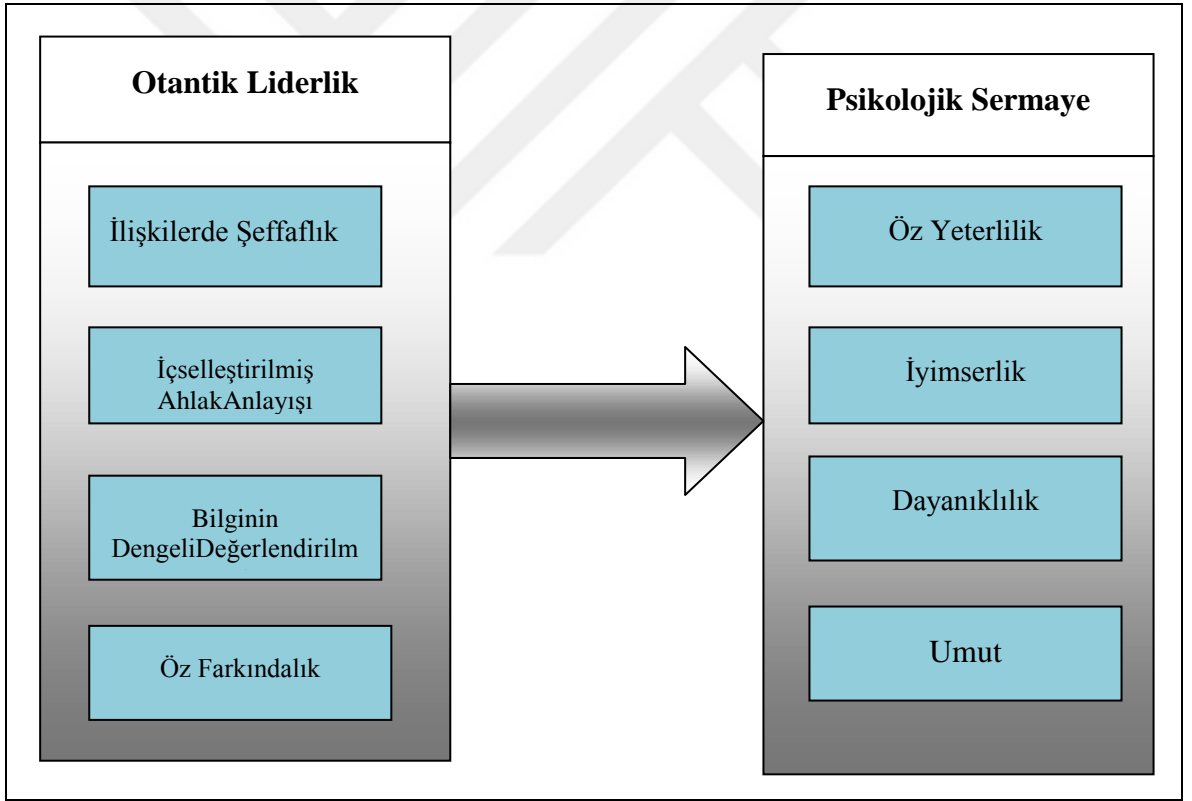 Otantik Liderlik
İlişkilerde Şeffaflık
İçselleştirilmiş
AhlakAnlayışı
Bilginin
DengeliDeğerlendirilm
Öz Farkındalık
Psikolojik Sermaye
Öz Yeterlilik
İyimserlik
Dayanıklılık
Umut